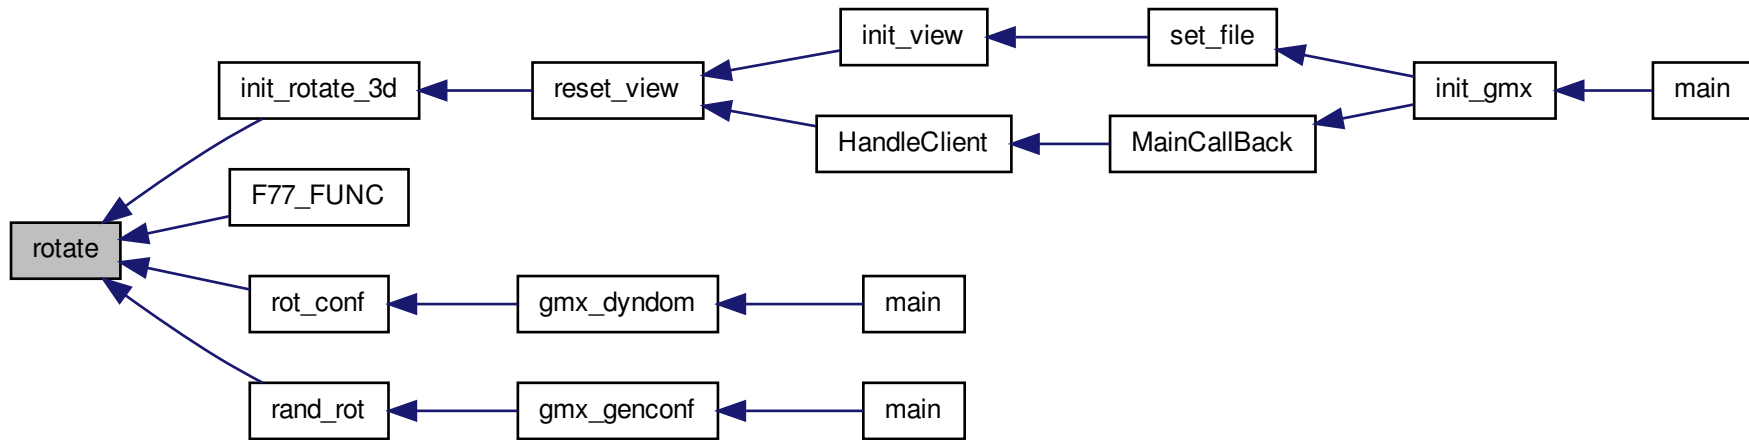 init_view
set_file
init_rotate_3d
reset_view
init_gmx
main
HandleClient
MainCallBack
F77_FUNC
rotate
rot_conf
gmx_dyndom
main
rand_rot
gmx_genconf
main